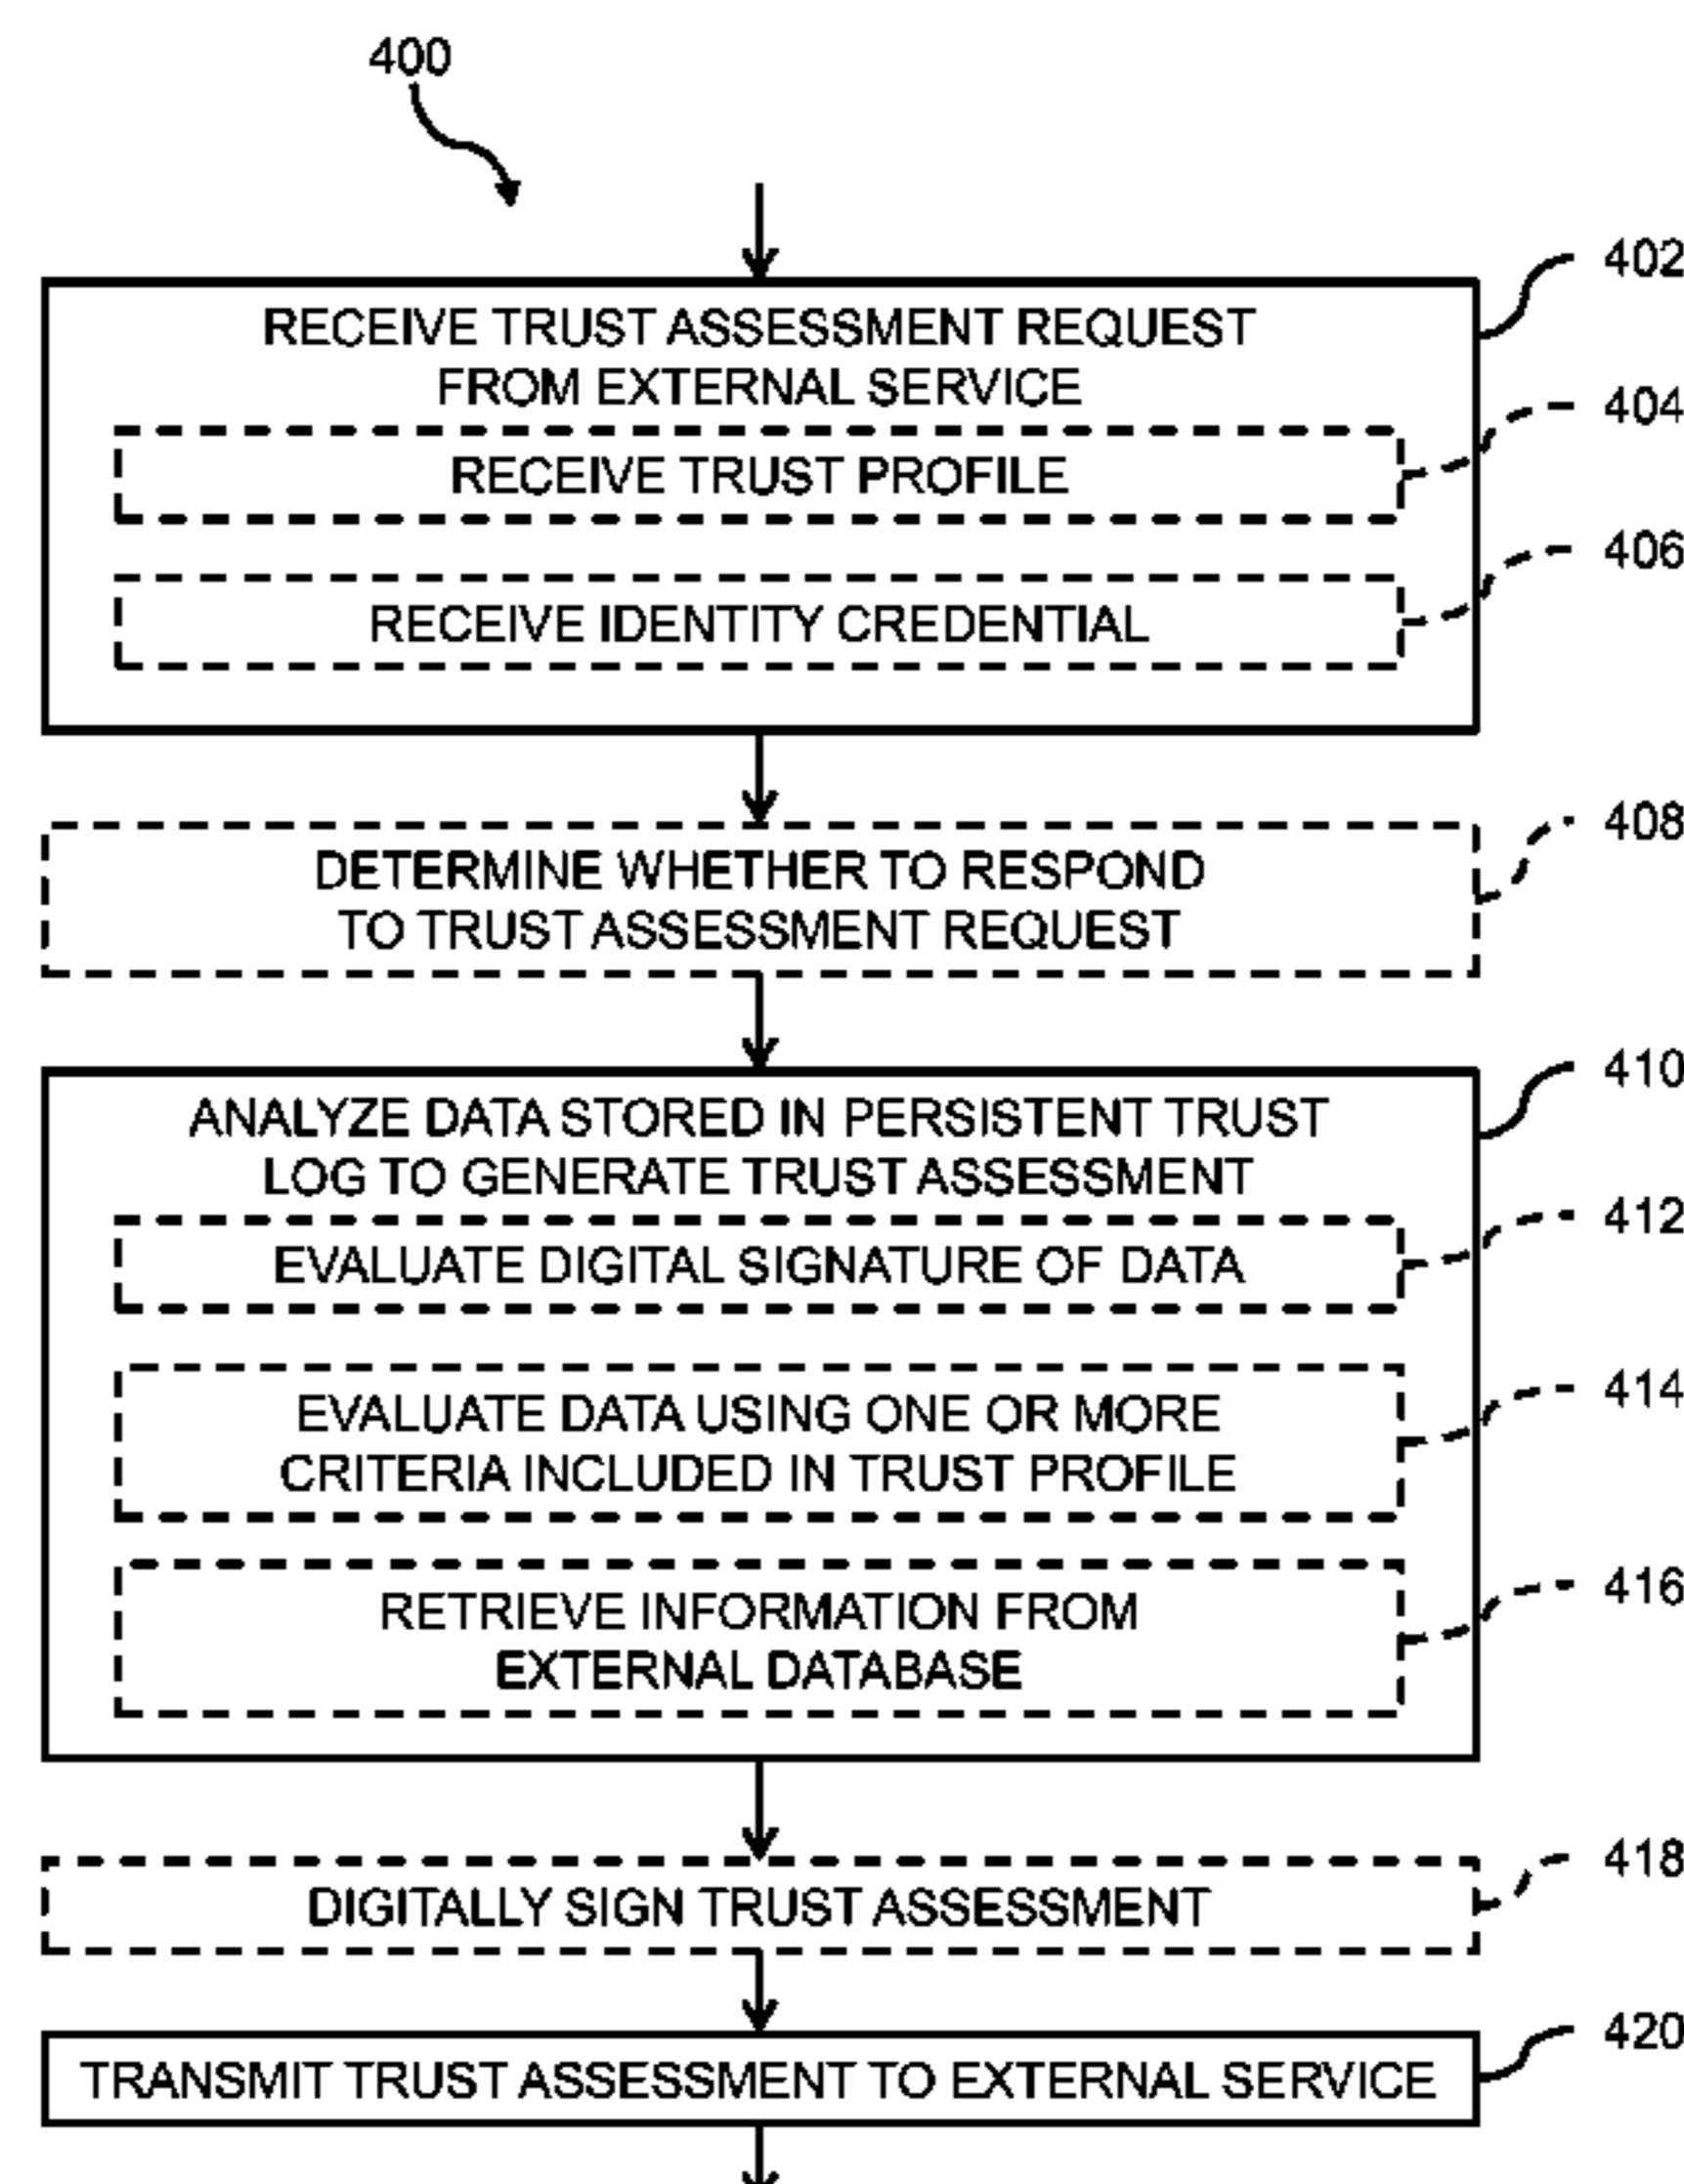 400
402
RECEIVE TRUST ASSESSMENT REQUEST
FROM EXTERNAL SERVICE
404
RECEIVE TRUST PROFILE
406
RECEIVE IDENTITY CREDENTIAL
408
DETERMINE WHETHER TO RESPOND
TO TRUST ASSESSMENT REQUEST
410
ANALYZE DATA STORED IN PERSISTENT TRUST
LOG TO GENERATE TRUST ASSESSMENT
412
EVALUATE DIGITAL SIGNATURE OF DATA
414
EVALUATE DATA USING ONE OR MORE
CRITERIA INCLUDED IN TRUST PROFILE
416
RETRIEVE INFORMATION FROM
EXTERNAL DATABASE
418
DIGITALLY SIGN TRUST ASSESSMENT
420
TRANSMIT TRUST ASSESSMENT TO EXTERNAL SERVICE